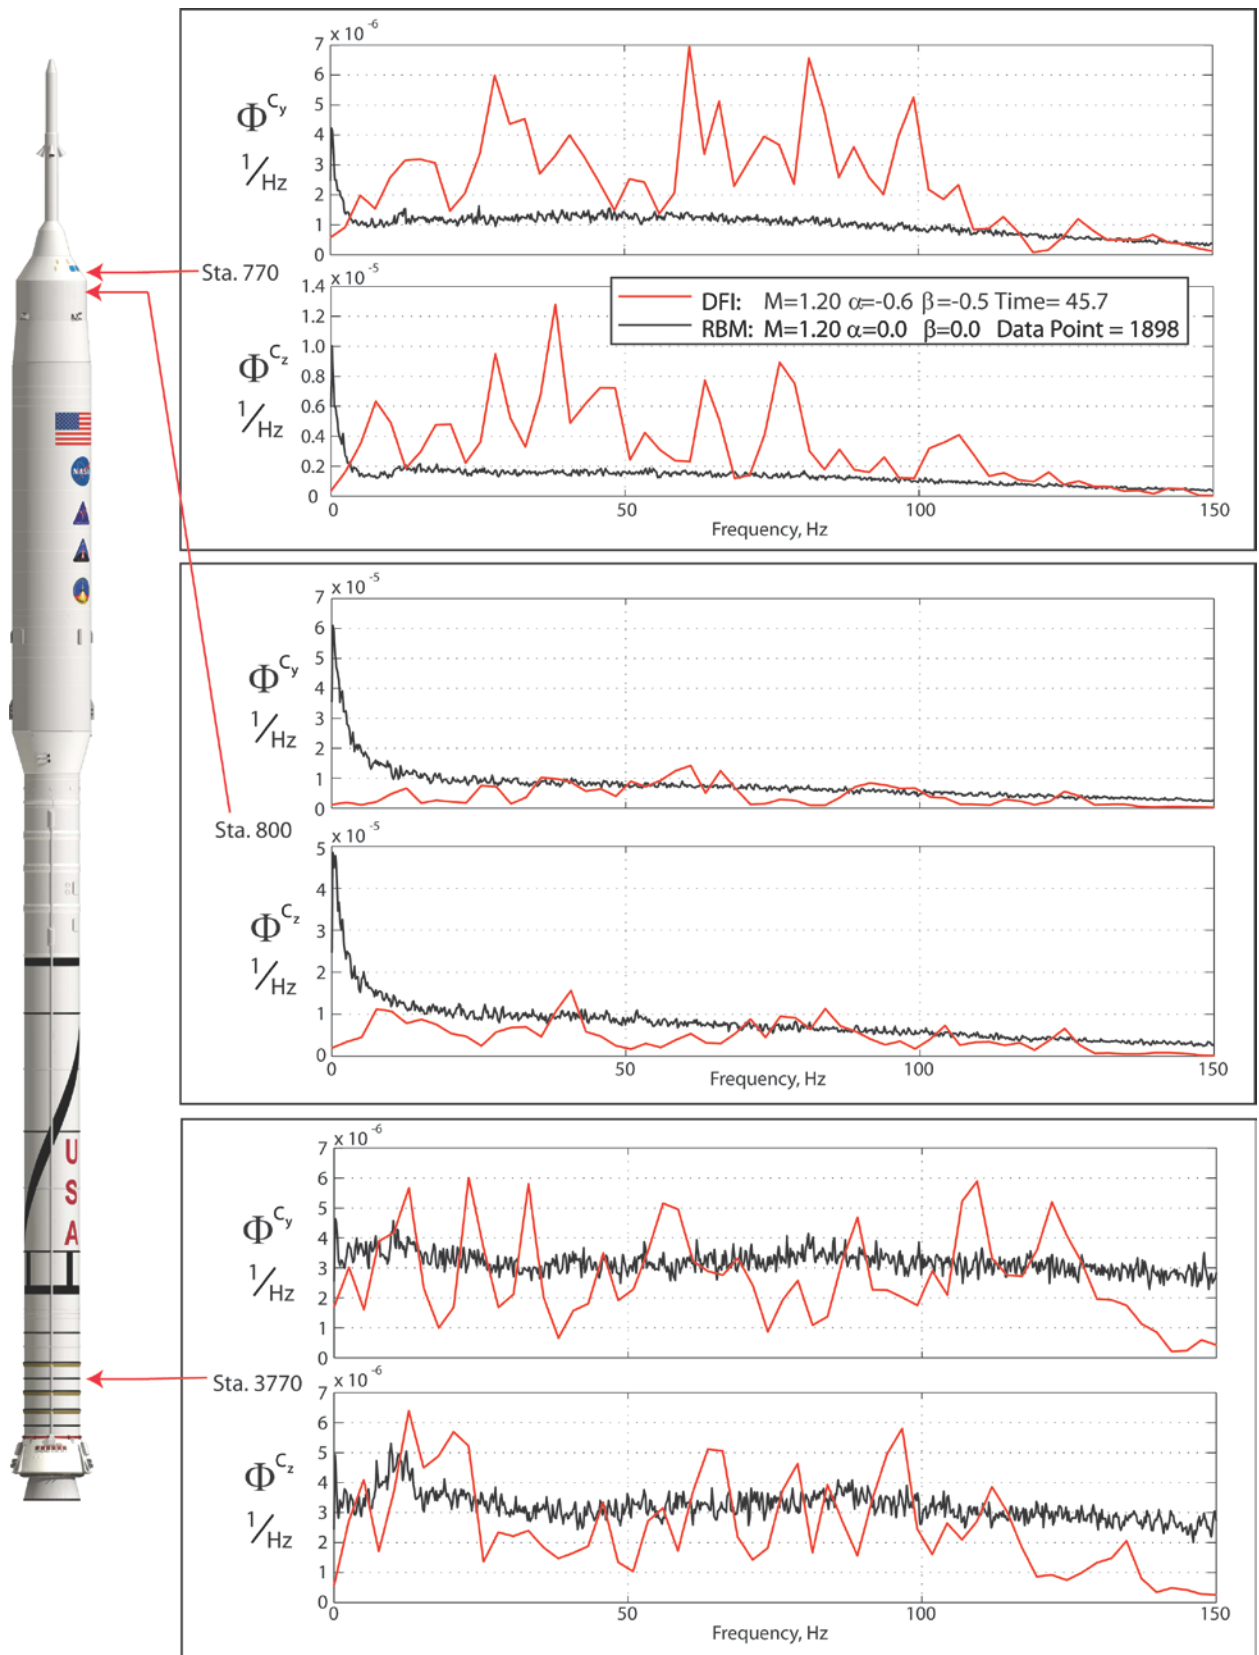 7 x 10 -6
6
5
4
3
2
1
0
Φ Cy
1/Hz
Sta. 770
x 10 -5
1.4
1.2
1.0
0.8
0.6
0.4
0.2
0
Φ Cz
1/Hz
DFI: M=1.20 α=-0.6 β=-0.5 Time= 45.7
RBM: M=1.20 α=0.0 β=0.0 Data Point = 1898
0 50 100 150
Frequency, Hz
NASA
7 x 10 -5
6
5
4
3
2
1
0
Φ Cy
1/Hz
Sta. 800
x 10 -5
5
4
3
2
1
0
Φ Cz
1/Hz
0 50 100 150
Frequency, Hz
USA
7 x 10 -6
6
5
4
3
2
1
0
Φ Cy
1/Hz
Sta. 3770
x 10 -6
7
6
5
4
3
2
1
0
Φ Cz
1/Hz
0 50 100 150
Frequency, Hz